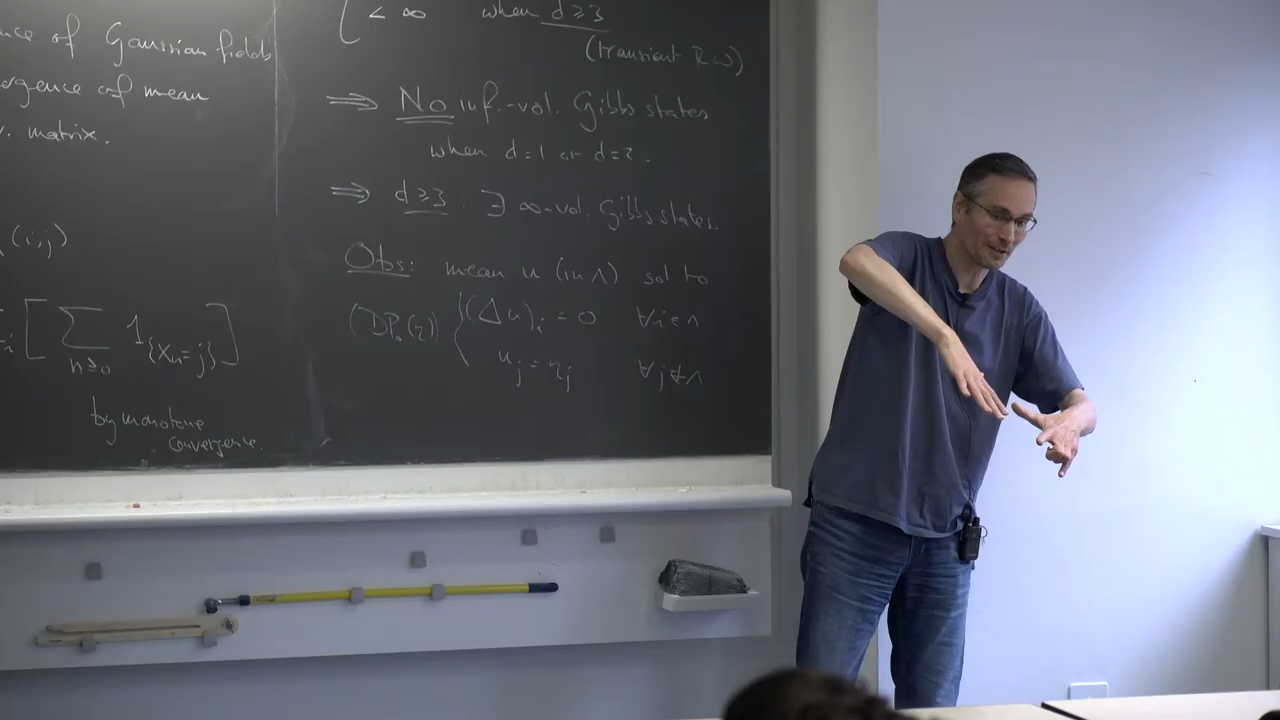 nce of Gaussian fields
rgence of mean
v. matrix.
(i,j)
[ ∑ n≥0 1{Xn=j} ]
by monotone
convergence.
< ∞ when d≥3
(transient RW)
⇒ No inf.-vol. Gibbs states
when d=1 or d=2.
⇒ d≥3 : ∃ ∞-vol. Gibbs states.
Obs: mean u (in Λ) sol to
(Δu)i = 0 ∀i∈Λ
uj = ηj ∀j∉Λ